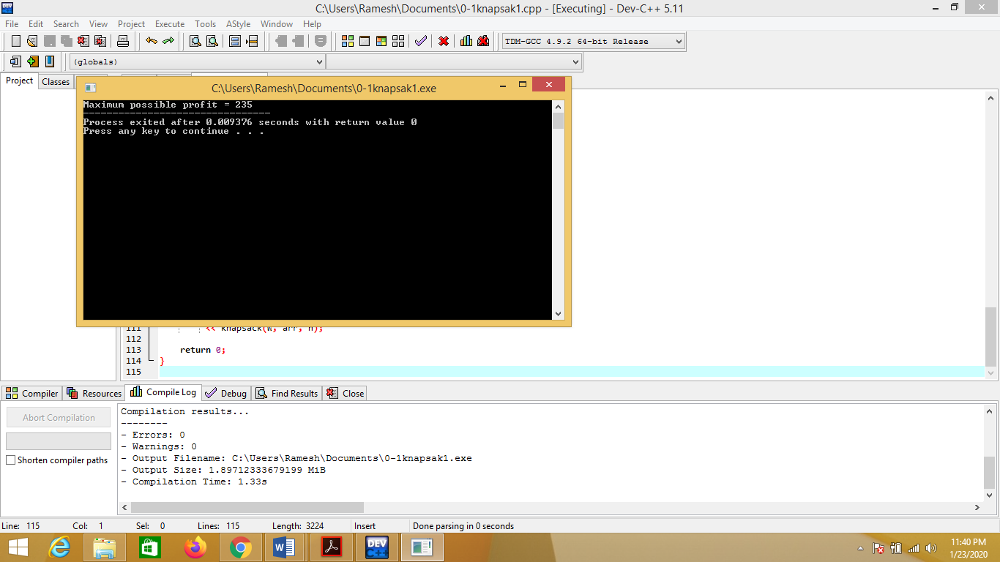 C:\Users\Ramesh\Documents\0-1knapsak1.cpp - [Executing] - Dev-C++ 5.11
File Edit Search View Project Execute Tools AStyle Window Help
TDM-GCC 4.9.2 64-bit Release
(globals)
Project Classes
C:\Users\Ramesh\Documents\0-1knapsak1.exe
Maximum possible profit = 235
--------------------------------
Process exited after 0.009376 seconds with return value 0
Press any key to continue . . .
111 << knapsack(W, arr, n);
112
113 return 0;
114 }
115
Compiler Resources Compile Log Debug Find Results Close
Abort Compilation
Shorten compiler paths
Compilation results...
--------
- Errors: 0
- Warnings: 0
- Output Filename: C:\Users\Ramesh\Documents\0-1knapsak1.exe
- Output Size: 1.89712333679199 MiB
- Compilation Time: 1.33s
Line: 115 Col: 1 Sel: 0 Lines: 115 Length: 3224 Insert Done parsing in 0 seconds
DEV C++
11:40 PM
1/23/2020